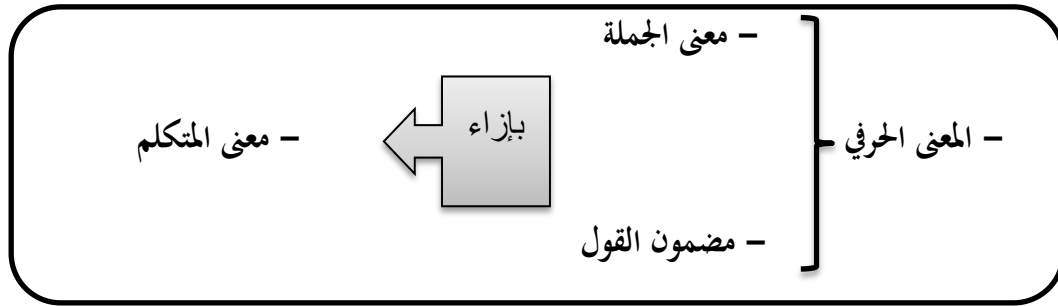 – معنى الجملة
– المعنى الحرفي
بإزاء
– معنى المتكلم
– مضمون القول